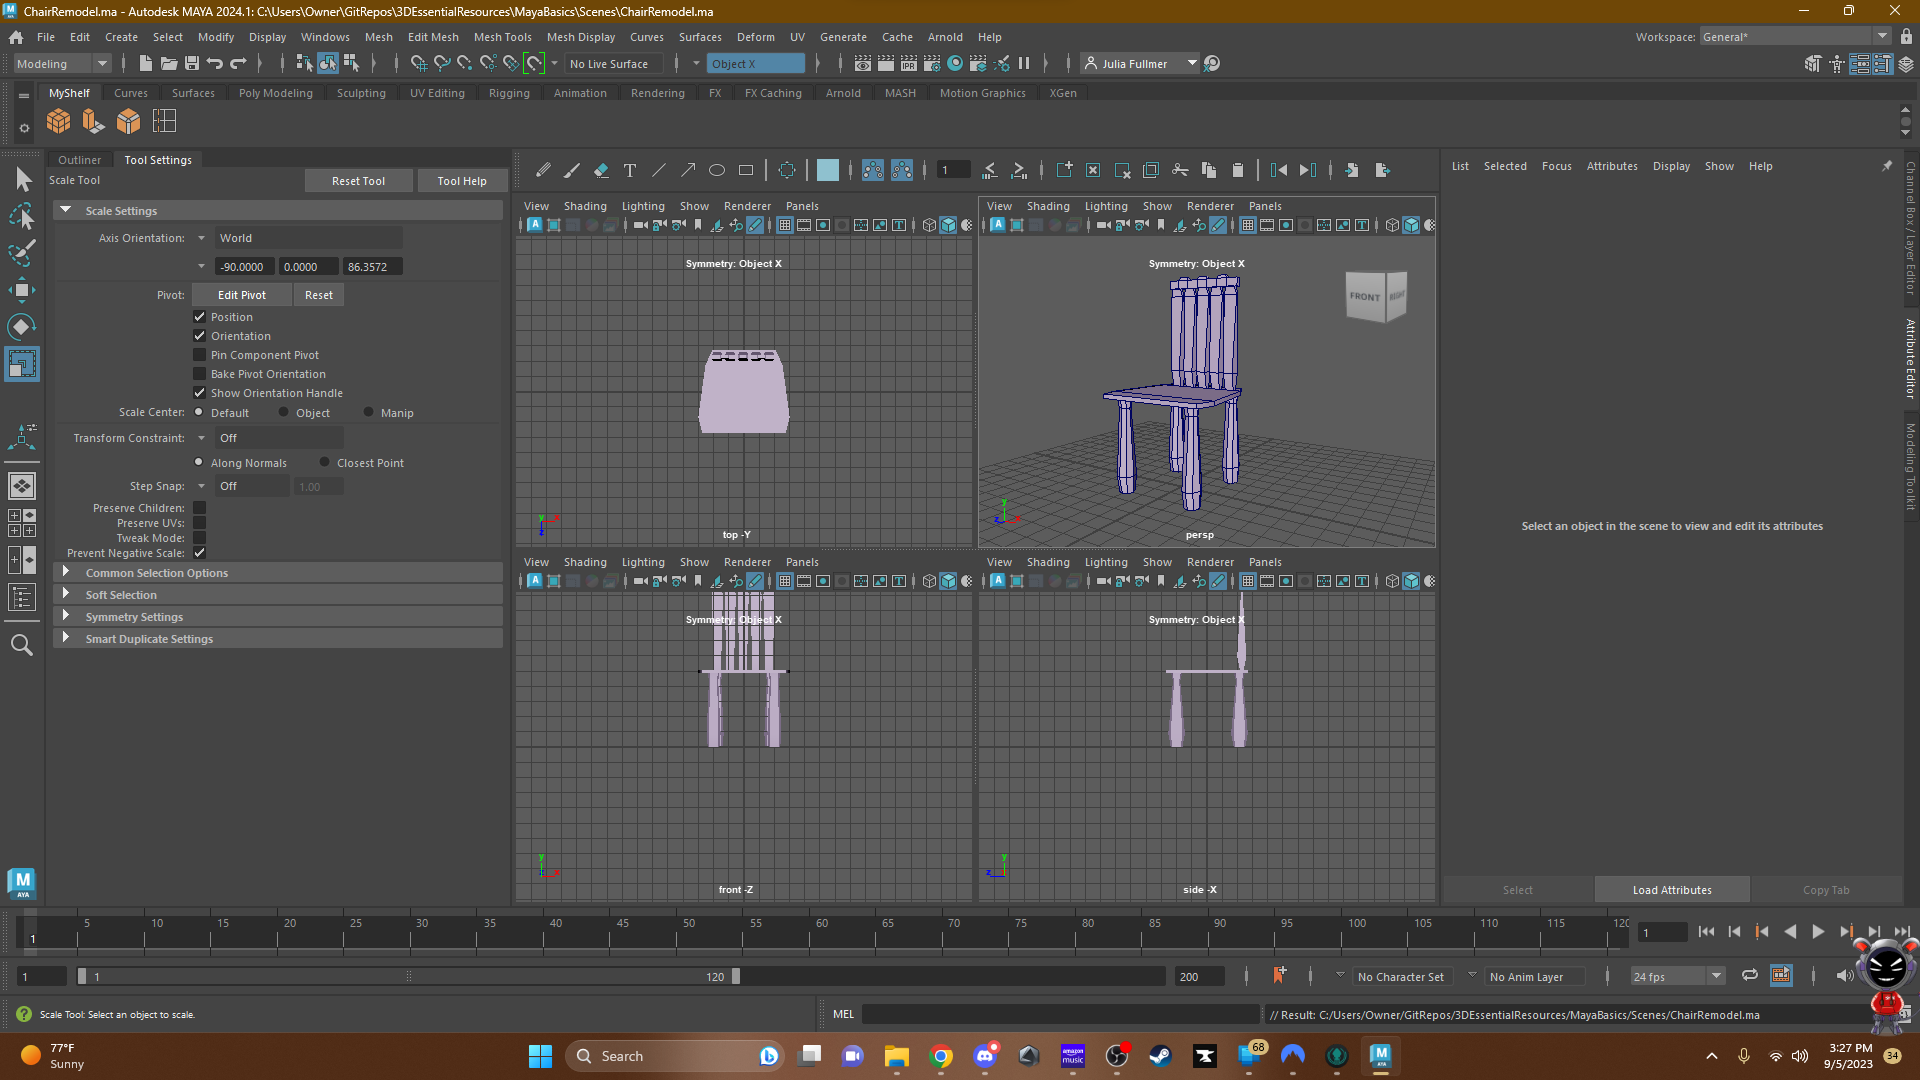 ChairRemodel.ma - Autodesk MAYA 2024.1: C:\Users\Owner\GitRepos\3DEssentialResources\MayaBasics\Scenes\ChairRemodel.ma
File Edit Create Select Modify Display Windows Mesh Edit Mesh Mesh Tools Mesh Display Curves Surfaces Deform UV Generate Cache Arnold Help
Workspace: General*
Modeling No Live Surface Object X IPR Julia Fullmer
MyShelf Curves Surfaces Poly Modeling Sculpting UV Editing Rigging Animation Rendering FX FX Caching Arnold MASH Motion Graphics XGen
Outliner Tool Settings
Scale Tool Reset Tool Tool Help
Scale Settings
Axis Orientation: World
-90.0000 0.0000 86.3572
Pivot: Edit Pivot Reset
Position
Orientation
Pin Component Pivot
Bake Pivot Orientation
Show Orientation Handle
Scale Center: Default Object Manip
Transform Constraint: Off
Along Normals Closest Point
Step Snap: Off 1.00
Preserve Children:
Preserve UVs:
Tweak Mode:
Prevent Negative Scale:
Common Selection Options
Soft Selection
Symmetry Settings
Smart Duplicate Settings
M
AYA
T 1
View Shading Lighting Show Renderer Panels
Symmetry: Object X
y x z
top -Y
View Shading Lighting Show Renderer Panels
Symmetry: Object X
FRONT RIGHT
y z x
persp
View Shading Lighting Show Renderer Panels
Symmetry: Object X
y z x
front -Z
View Shading Lighting Show Renderer Panels
Symmetry: Object X
y z
side -X
List Selected Focus Attributes Display Show Help
Select an object in the scene to view and edit its attributes
Select Load Attributes Copy Tab
Channel Box / Layer Editor
Attribute Editor
Modeling Toolkit
1 5 10 15 20 25 30 35 40 45 50 55 60 65 70 75 80 85 90 95 100 105 110 115 120
1
1 1 120 200 No Character Set No Anim Layer 24 fps
Scale Tool: Select an object to scale. MEL // Result: C:/Users/Owner/GitRepos/3DEssentialResources/MayaBasics/Scenes/ChairRemodel.ma
77°F
Sunny
Search
amazon music
68
M
AYA
3:27 PM
9/5/2023
34